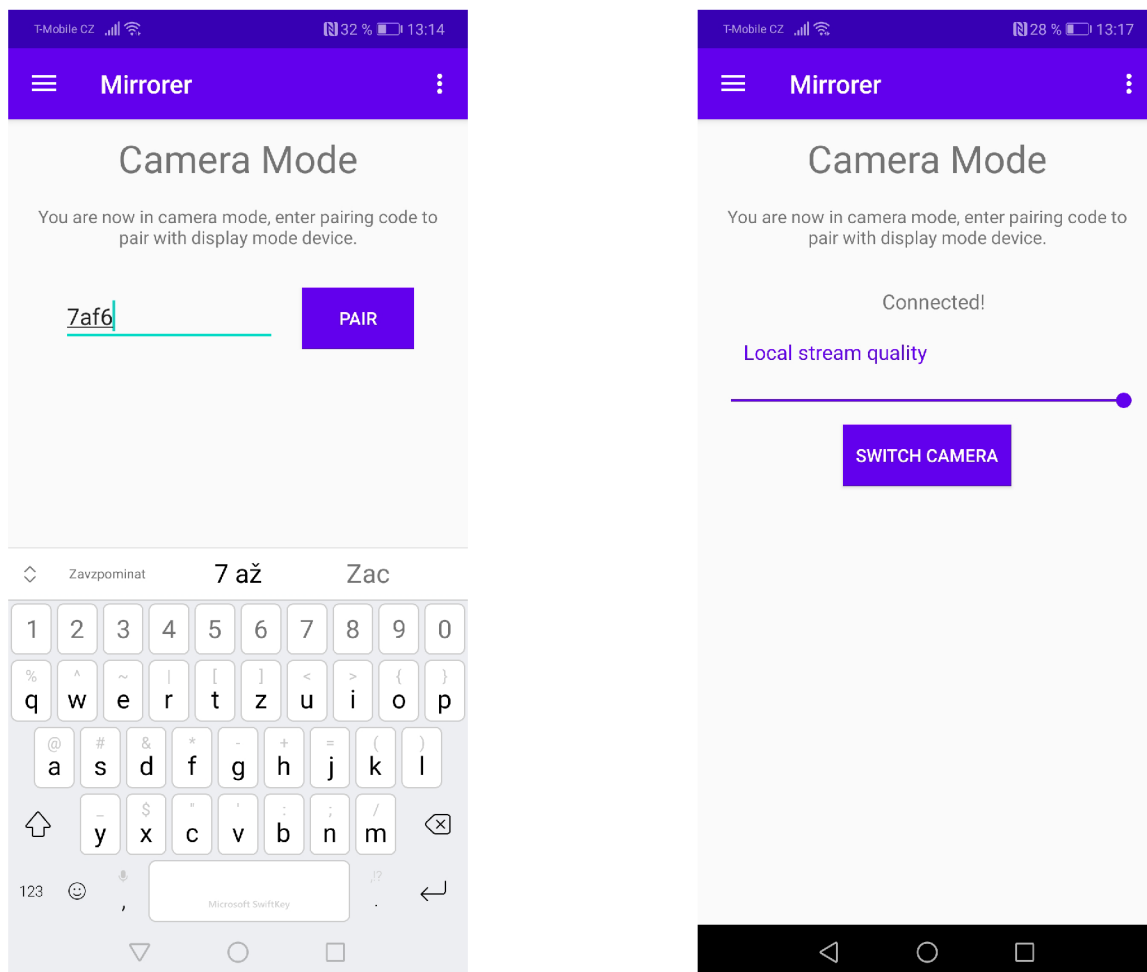 T-Mobile CZ 32 % 13:14
Mirrorer
Camera Mode
You are now in camera mode, enter pairing code to
pair with display mode device.
7af6 PAIR
Zavzpominat 7 až Zac
1 2 3 4 5 6 7 8 9 0
% ^ ~ | [ ] < > { }
q w e r t z u i o p
@ # & * - + = ( )
a s d f g h j k l
_ $ " ' : ; /
y x c v b n m
123 , Microsoft SwiftKey ,!? .
T-Mobile CZ 28 % 13:17
Mirrorer
Camera Mode
You are now in camera mode, enter pairing code to
pair with display mode device.
Connected!
Local stream quality
SWITCH CAMERA